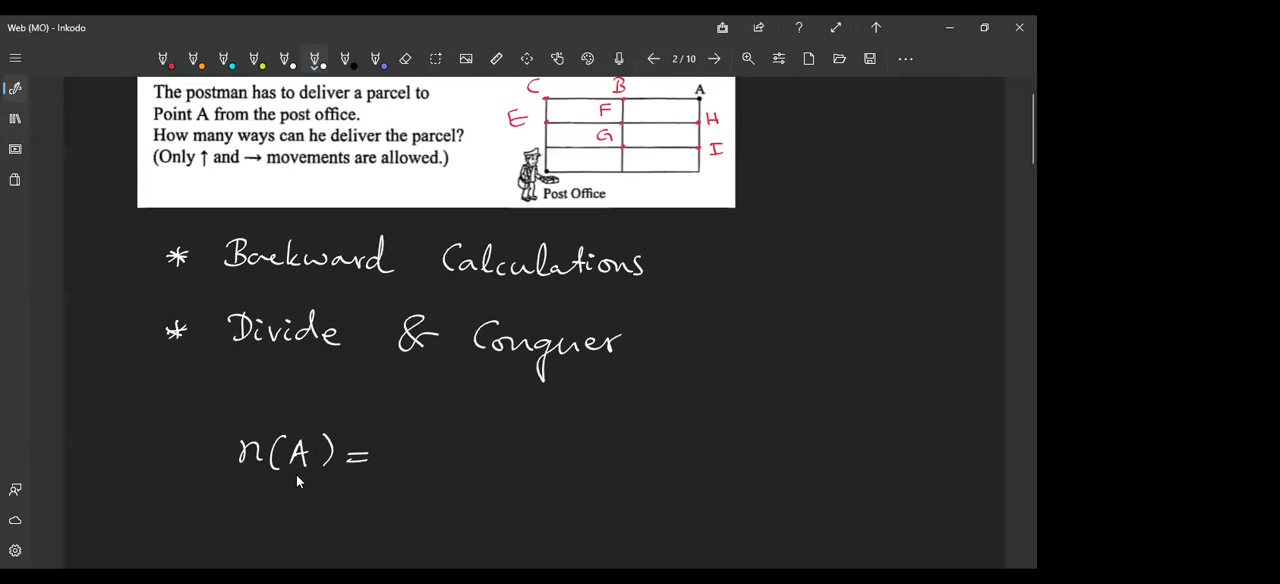 Web (MO) - Inkodo
2 / 10
The postman has to deliver a parcel to
Point A from the post office.
How many ways can he deliver the parcel?
(Only ↑ and → movements are allowed.)
C B A
E F H
G I
Post Office
* Backward Calculations
* Divide & Conquer
n(A) =